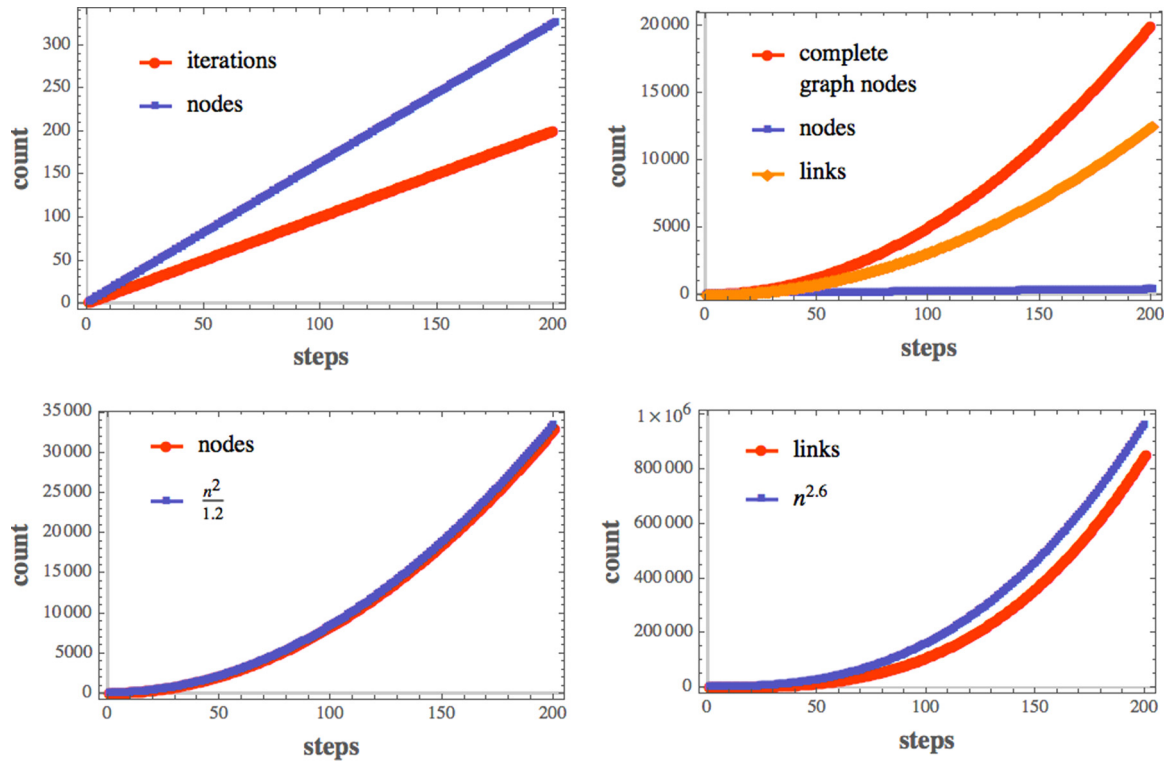 300
250
200
150
100
50
0
count
iterations
nodes
0 50 100 150 200
steps
20000
15000
10000
5000
0
count
complete
graph nodes
nodes
links
0 50 100 150 200
steps
35000
30000
25000
20000
15000
10000
5000
0
count
nodes
n²/1.2
0 50 100 150 200
steps
1×10⁶
800000
600000
400000
200000
0
count
links
n²·⁶
0 50 100 150 200
steps